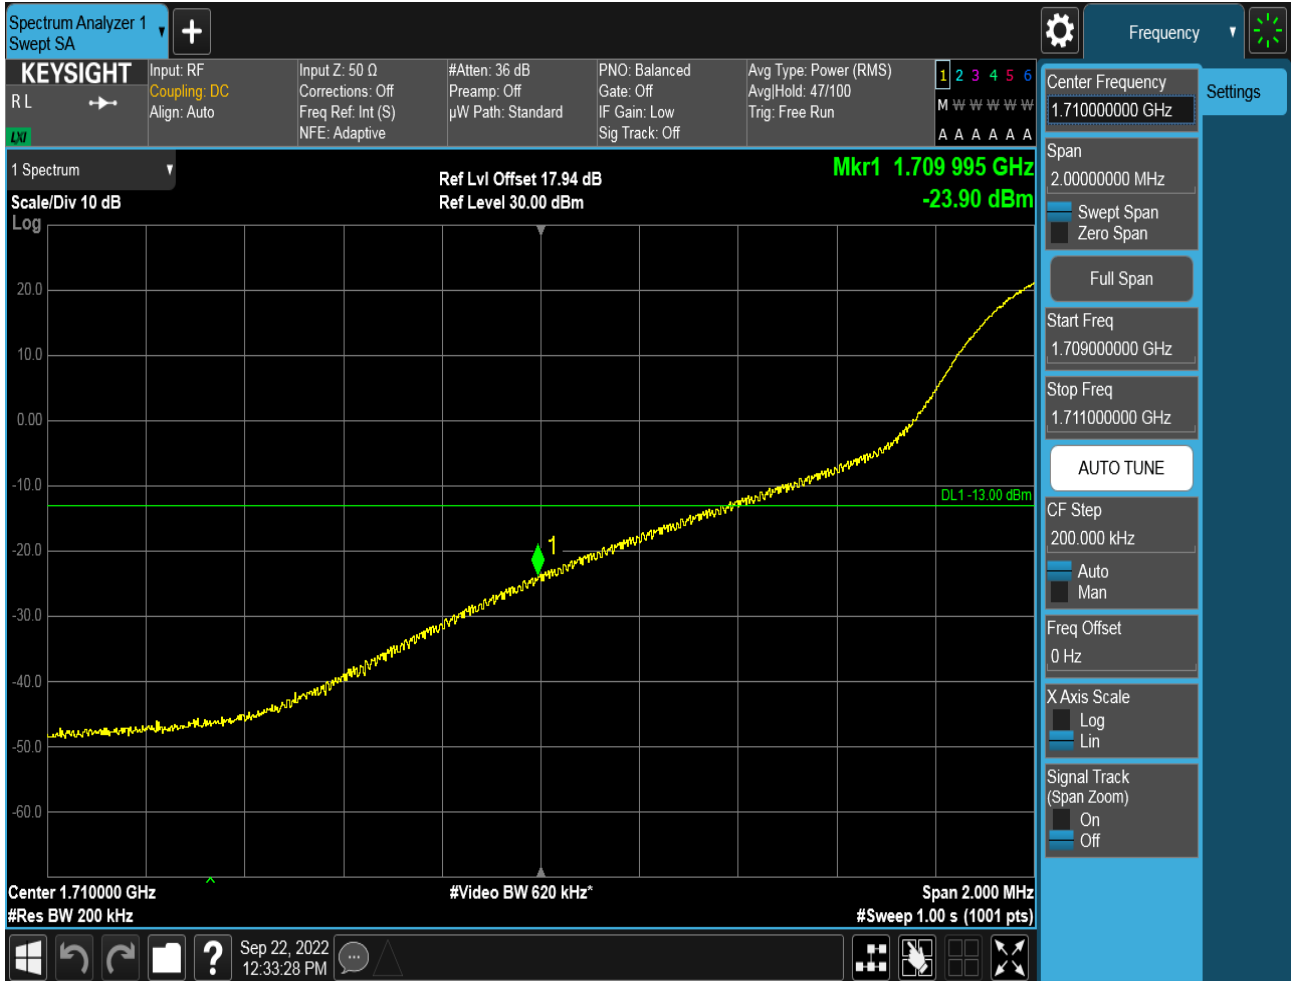 Spectrum Analyzer 1
Swept SA
Frequency
KEYSIGHT
R L
LXI
Input: RF
Coupling: DC
Align: Auto
Input Z: 50 Ω
Corrections: Off
Freq Ref: Int (S)
NFE: Adaptive
#Atten: 36 dB
Preamp: Off
µW Path: Standard
PNO: Balanced
Gate: Off
IF Gain: Low
Sig Track: Off
Avg Type: Power (RMS)
Avg|Hold: 47/100
Trig: Free Run
1 2 3 4 5 6
M W W W W W
A A A A A A
1 Spectrum
Scale/Div 10 dB
Log
Ref Lvl Offset 17.94 dB
Ref Level 30.00 dBm
Mkr1 1.709 995 GHz
-23.90 dBm
20.0
10.0
0.00
-10.0
-20.0
-30.0
-40.0
-50.0
-60.0
DL1 -13.00 dBm
1
Center 1.710000 GHz
#Res BW 200 kHz
#Video BW 620 kHz*
Span 2.000 MHz
#Sweep 1.00 s (1001 pts)
Center Frequency
1.710000000 GHz
Settings
Span
2.00000000 MHz
Swept Span
Zero Span
Full Span
Start Freq
1.709000000 GHz
Stop Freq
1.711000000 GHz
AUTO TUNE
CF Step
200.000 kHz
Auto
Man
Freq Offset
0 Hz
X Axis Scale
Log
Lin
Signal Track
(Span Zoom)
On
Off
?
Sep 22, 2022
12:33:28 PM